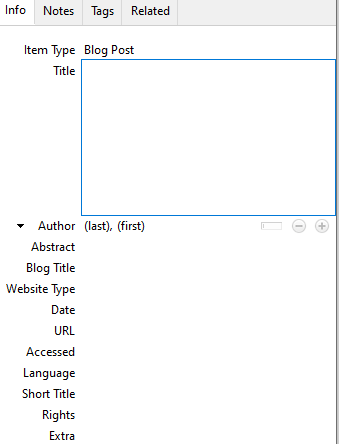 Info Notes Tags Related
Item Type Blog Post
Title
Author (last), (first)
Abstract
Blog Title
Website Type
Date
URL
Accessed
Language
Short Title
Rights
Extra